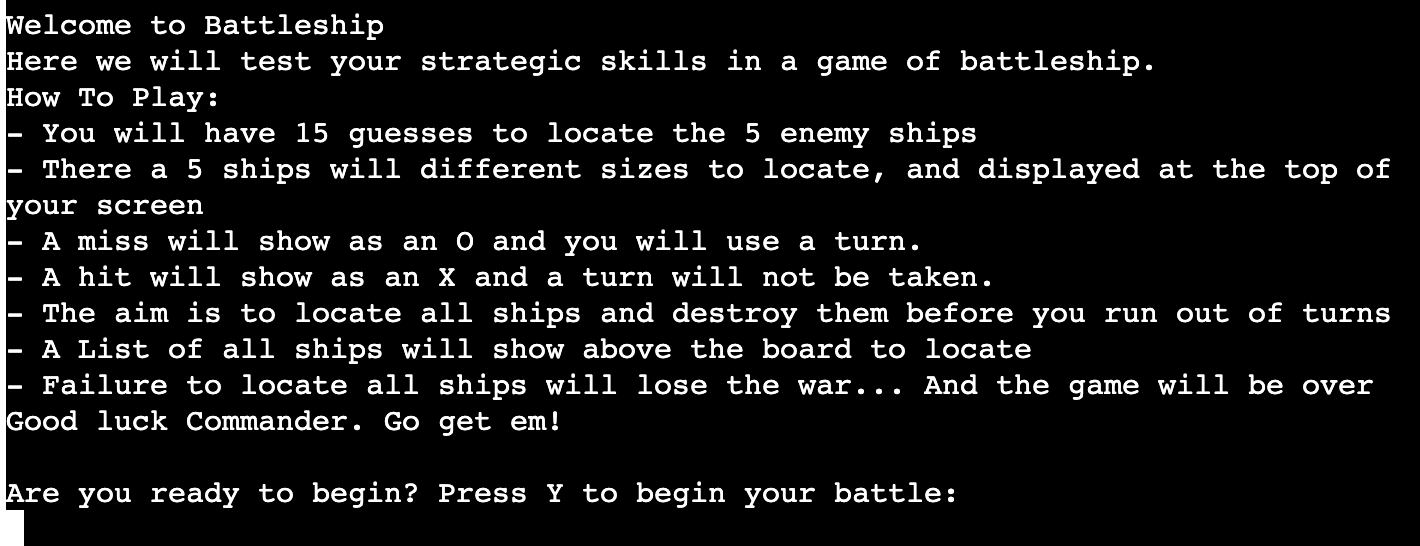 Welcome to Battleship
Here we will test your strategic skills in a game of battleship.
How To Play:
- You will have 15 guesses to locate the 5 enemy ships
- There a 5 ships will different sizes to locate, and displayed at the top of
your screen
- A miss will show as an O and you will use a turn.
- A hit will show as an X and a turn will not be taken.
- The aim is to locate all ships and destroy them before you run out of turns
- A List of all ships will show above the board to locate
- Failure to locate all ships will lose the war... And the game will be over
Good luck Commander. Go get em!
Are you ready to begin? Press Y to begin your battle: